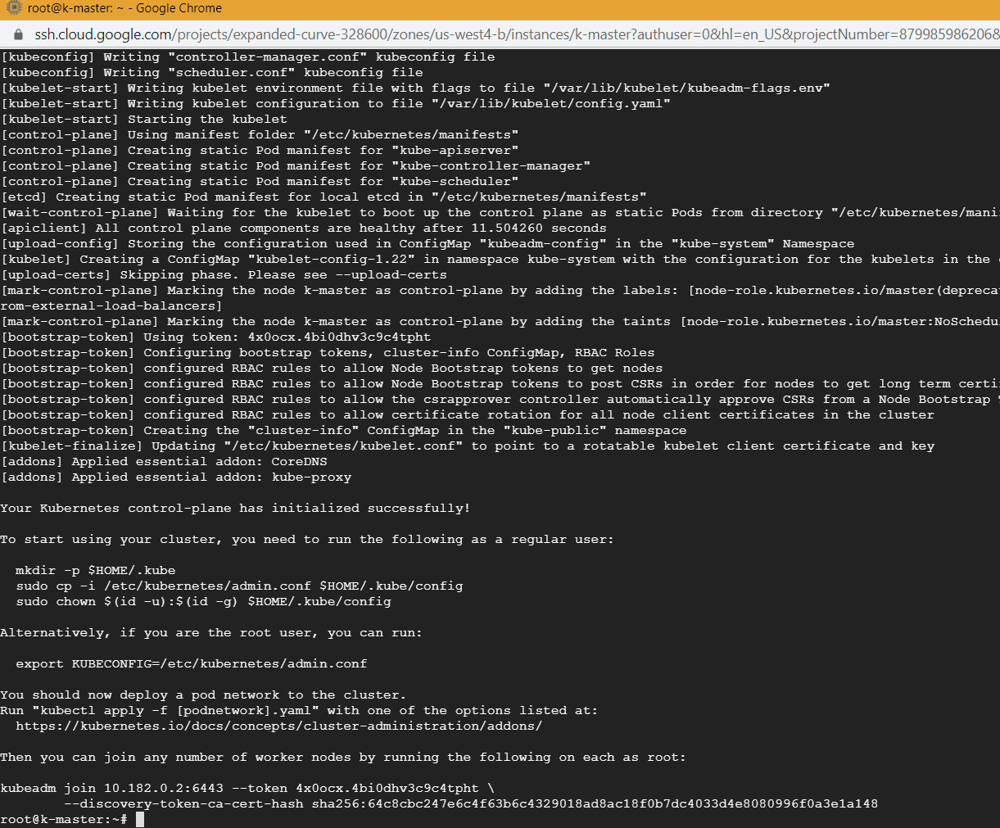 root@k-master: ~ - Google Chrome
ssh.cloud.google.com/projects/expanded-curve-328600/zones/us-west4-b/instances/k-master?authuser=0&hl=en_US&projectNumber=8799859862068
[kubeconfig] Writing "controller-manager.conf" kubeconfig file
[kubeconfig] Writing "scheduler.conf" kubeconfig file
[kubelet-start] Writing kubelet environment file with flags to file "/var/lib/kubelet/kubeadm-flags.env"
[kubelet-start] Writing kubelet configuration to file "/var/lib/kubelet/config.yaml"
[kubelet-start] Starting the kubelet
[control-plane] Using manifest folder "/etc/kubernetes/manifests"
[control-plane] Creating static Pod manifest for "kube-apiserver"
[control-plane] Creating static Pod manifest for "kube-controller-manager"
[control-plane] Creating static Pod manifest for "kube-scheduler"
[etcd] Creating static Pod manifest for local etcd in "/etc/kubernetes/manifests"
[wait-control-plane] Waiting for the kubelet to boot up the control plane as static Pods from directory "/etc/kubernetes/mani
[apiclient] All control plane components are healthy after 11.504260 seconds
[upload-config] Storing the configuration used in ConfigMap "kubeadm-config" in the "kube-system" Namespace
[kubelet] Creating a ConfigMap "kubelet-config-1.22" in namespace kube-system with the configuration for the kubelets in the
[upload-certs] Skipping phase. Please see --upload-certs
[mark-control-plane] Marking the node k-master as control-plane by adding the labels: [node-role.kubernetes.io/master(depreca
rom-external-load-balancers]
[mark-control-plane] Marking the node k-master as control-plane by adding the taints [node-role.kubernetes.io/master:NoSchedu
[bootstrap-token] Using token: 4x0ocx.4bi0dhv3c9c4tpht
[bootstrap-token] Configuring bootstrap tokens, cluster-info ConfigMap, RBAC Roles
[bootstrap-token] configured RBAC rules to allow Node Bootstrap tokens to get nodes
[bootstrap-token] configured RBAC rules to allow Node Bootstrap tokens to post CSRs in order for nodes to get long term certi
[bootstrap-token] configured RBAC rules to allow the csrapprover controller automatically approve CSRs from a Node Bootstrap
[bootstrap-token] configured RBAC rules to allow certificate rotation for all node client certificates in the cluster
[bootstrap-token] Creating the "cluster-info" ConfigMap in the "kube-public" namespace
[kubelet-finalize] Updating "/etc/kubernetes/kubelet.conf" to point to a rotatable kubelet client certificate and key
[addons] Applied essential addon: CoreDNS
[addons] Applied essential addon: kube-proxy
Your Kubernetes control-plane has initialized successfully!
To start using your cluster, you need to run the following as a regular user:
mkdir -p $HOME/.kube
sudo cp -i /etc/kubernetes/admin.conf $HOME/.kube/config
sudo chown $(id -u):$(id -g) $HOME/.kube/config
Alternatively, if you are the root user, you can run:
export KUBECONFIG=/etc/kubernetes/admin.conf
You should now deploy a pod network to the cluster.
Run "kubectl apply -f [podnetwork].yaml" with one of the options listed at:
https://kubernetes.io/docs/concepts/cluster-administration/addons/
Then you can join any number of worker nodes by running the following on each as root:
kubeadm join 10.182.0.2:6443 --token 4x0ocx.4bi0dhv3c9c4tpht \
--discovery-token-ca-cert-hash sha256:64c8cbc247e6c4f63b6c4329018ad8ac18f0b7dc4033d4e8080996f0a3e1a148
root@k-master:~#